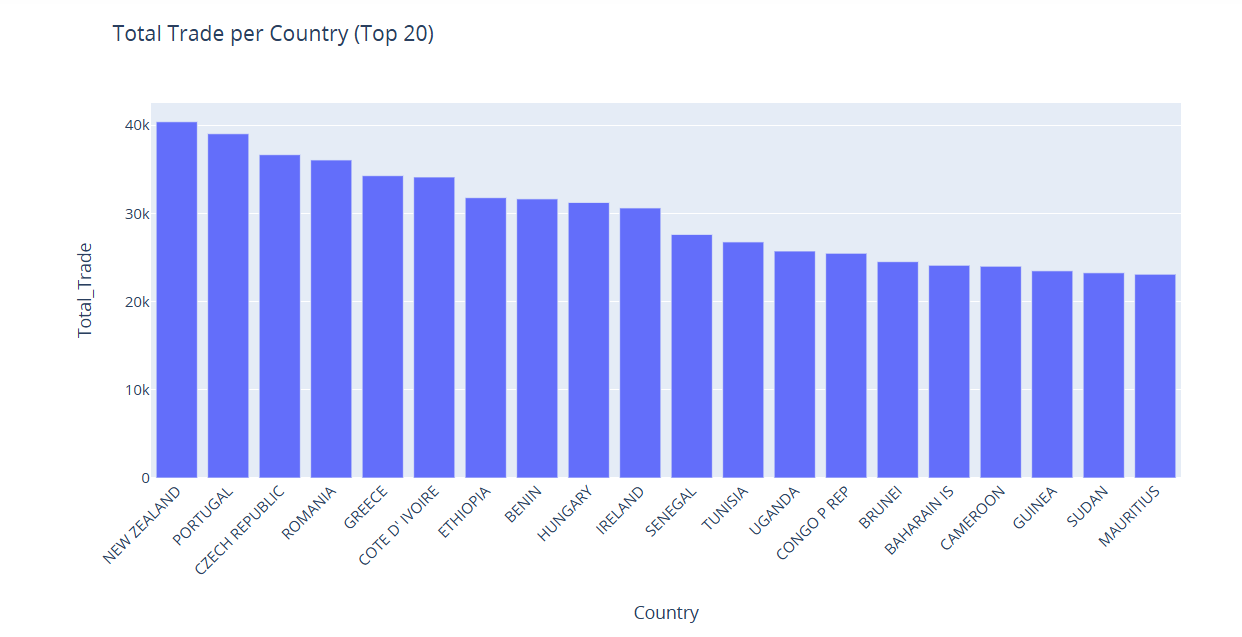 Total Trade per Country (Top 20)
Total_Trade
40k
30k
20k
10k
0
NEW ZEALAND
PORTUGAL
CZECH REPUBLIC
ROMANIA
GREECE
COTE D' IVOIRE
ETHIOPIA
BENIN
HUNGARY
IRELAND
SENEGAL
TUNISIA
UGANDA
CONGO P REP
BRUNEI
BAHARAIN IS
CAMEROON
GUINEA
SUDAN
MAURITIUS
Country